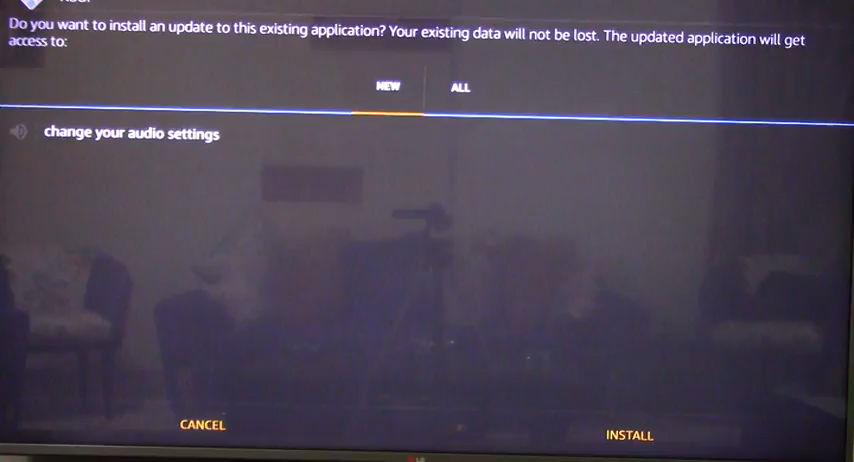 Do you want to install an update to this existing application? Your existing data will not be lost. The updated application will get
access to:
NEW
ALL
change your audio settings
CANCEL
INSTALL
LG